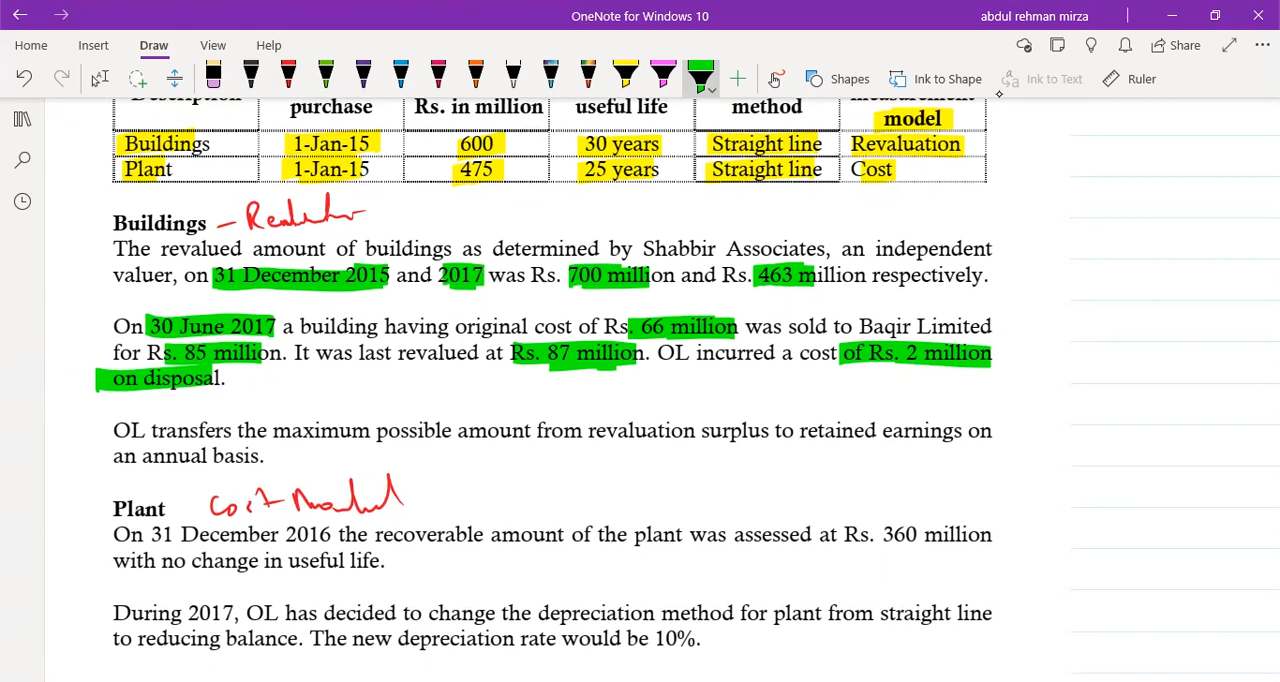 OneNote for Windows 10
abdul rehman mirza
Home Insert Draw View Help
Share
Shapes Ink to Shape Ink to Text Ruler
Description purchase Rs. in million useful life method measurement
model
Buildings 1-Jan-15 600 30 years Straight line Revaluation
Plant 1-Jan-15 475 25 years Straight line Cost
Buildings
The revalued amount of buildings as determined by Shabbir Associates, an independent
valuer, on 31 December 2015 and 2017 was Rs. 700 million and Rs. 463 million respectively.
On 30 June 2017 a building having original cost of Rs. 66 million was sold to Baqir Limited
for Rs. 85 million. It was last revalued at Rs. 87 million. OL incurred a cost of Rs. 2 million
on disposal.
OL transfers the maximum possible amount from revaluation surplus to retained earnings on
an annual basis.
Plant Cost Model
On 31 December 2016 the recoverable amount of the plant was assessed at Rs. 360 million
with no change in useful life.
During 2017, OL has decided to change the depreciation method for plant from straight line
to reducing balance. The new depreciation rate would be 10%.